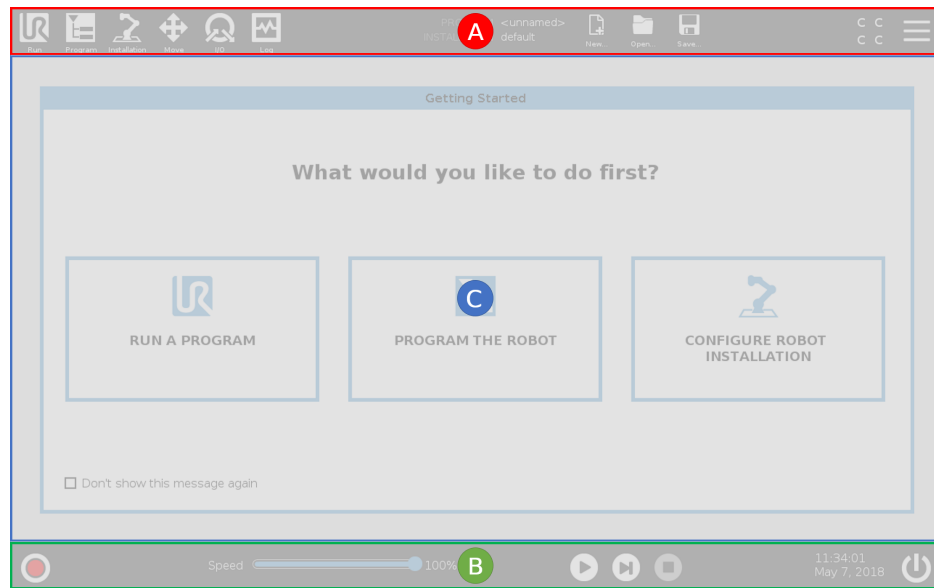 <unnamed>
default
A
C C
C C
Run
Program
Installation
Move
I/O
Log
New...
Open...
Save...
Getting Started
What would you like to do first?
RUN A PROGRAM
C
PROGRAM THE ROBOT
CONFIGURE ROBOT
INSTALLATION
Don't show this message again
Speed
100%
B
11:34:01
May 7, 2018